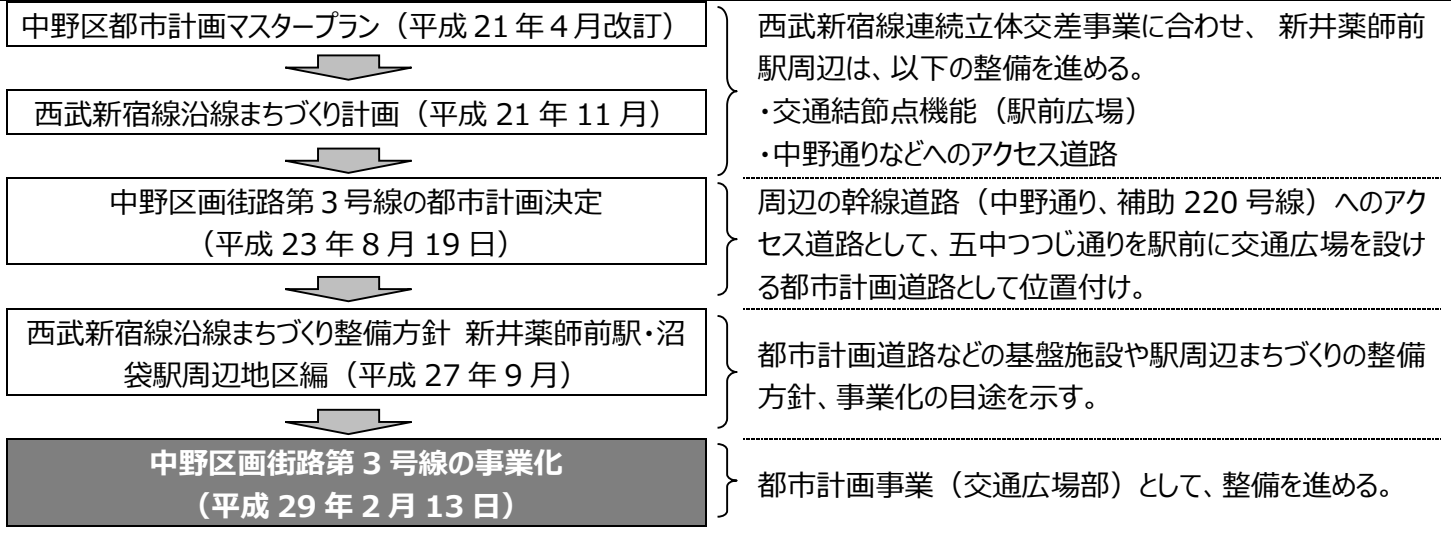 中野区都市計画マスタープラン（平成 21 年４月改訂）
西武新宿線沿線まちづくり計画（平成 21 年 11 月）
西武新宿線連続立体交差事業に合わせ、 新井薬師前
駅周辺は、以下の整備を進める。
・交通結節点機能（駅前広場）
・中野通りなどへのアクセス道路
中野区画街路第３号線の都市計画決定
（平成 23 年８月 19 日）
周辺の幹線道路（中野通り、補助 220 号線）へのアク
セス道路として、五中つつじ通りを駅前に交通広場を設け
る都市計画道路として位置付け。
西武新宿線沿線まちづくり整備方針 新井薬師前駅・沼
袋駅周辺地区編（平成 27 年９月）
都市計画道路などの基盤施設や駅周辺まちづくりの整備
方針、事業化の目途を示す。
中野区画街路第３号線の事業化
（平成 29 年２月 13 日）
都市計画事業（交通広場部）として、整備を進める。